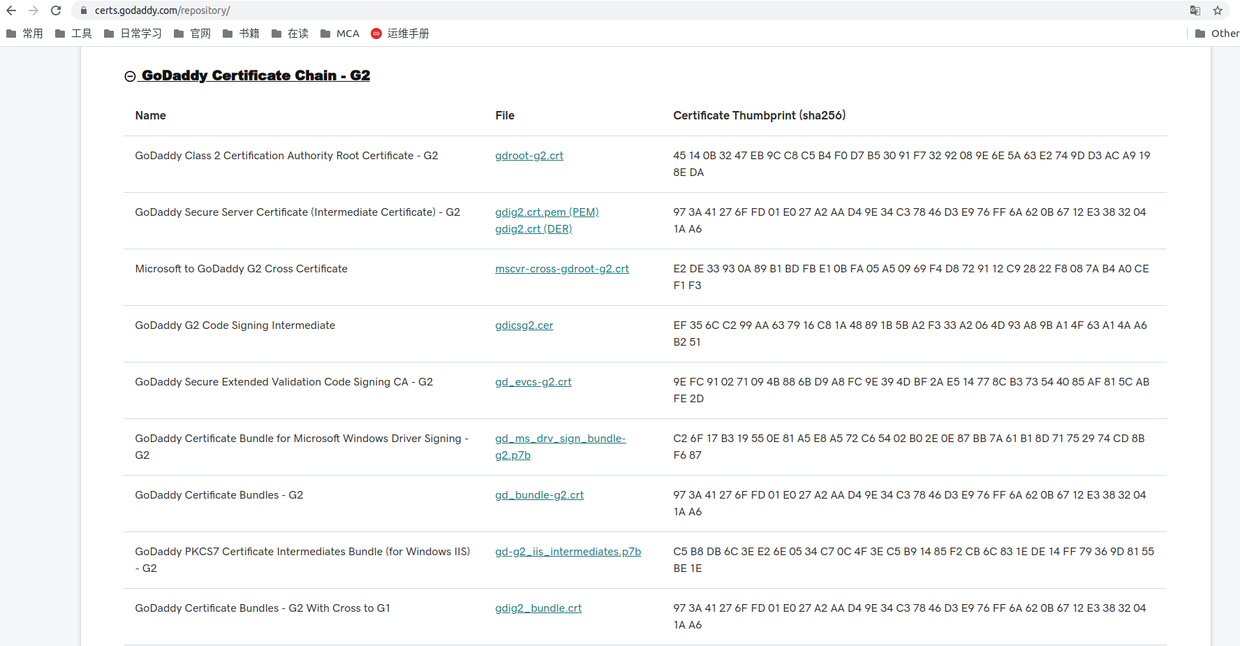 certs.godaddy.com/repository/
常用 工具 日常学习 官网 书籍 在读 MCA 运维手册 Other
GoDaddy Certificate Chain - G2
Name File Certificate Thumbprint (sha256)
GoDaddy Class 2 Certification Authority Root Certificate - G2 gdroot-g2.crt 45 14 0B 32 47 EB 9C C8 C5 B4 F0 D7 B5 30 91 F7 32 92 08 9E 6E 5A 63 E2 74 9D D3 AC A9 19
8E DA
GoDaddy Secure Server Certificate (Intermediate Certificate) - G2 gdig2.crt.pem (PEM) 97 3A 41 27 6F FD 01 E0 27 A2 AA D4 9E 34 C3 78 46 D3 E9 76 FF 6A 62 0B 67 12 E3 38 32 04
gdig2.crt (DER) 1A A6
Microsoft to GoDaddy G2 Cross Certificate mscvr-cross-gdroot-g2.crt E2 DE 33 93 0A 89 B1 BD FB E1 0B FA 05 A5 09 69 F4 D8 72 91 12 C9 28 22 F8 08 7A B4 A0 CE
F1 F3
GoDaddy G2 Code Signing Intermediate gdicsg2.cer EF 35 6C C2 99 AA 63 79 16 C8 1A 48 89 1B 5B A2 F3 33 A2 06 4D 93 A8 9B A1 4F 63 A1 4A A6
B2 51
GoDaddy Secure Extended Validation Code Signing CA - G2 gd_evcs-g2.crt 9E FC 91 02 71 09 4B 88 6B D9 A8 FC 9E 39 4D BF 2A E5 14 77 8C B3 73 54 40 85 AF 81 5C AB
FE 2D
GoDaddy Certificate Bundle for Microsoft Windows Driver Signing - gd_ms_drv_sign_bundle- C2 6F 17 B3 19 55 0E 81 A5 E8 A5 72 C6 54 02 B0 2E 0E 87 BB 7A 61 B1 8D 71 75 29 74 CD 8B
G2 g2.p7b F6 87
GoDaddy Certificate Bundles - G2 gd_bundle-g2.crt 97 3A 41 27 6F FD 01 E0 27 A2 AA D4 9E 34 C3 78 46 D3 E9 76 FF 6A 62 0B 67 12 E3 38 32 04
1A A6
GoDaddy PKCS7 Certificate Intermediates Bundle (for Windows IIS) gd-g2_iis_intermediates.p7b C5 B8 DB 6C 3E E2 6E 05 34 C7 0C 4F 3E C5 B9 14 85 F2 CB 6C 83 1E DE 14 FF 79 36 9D 81 55
- G2 BE 1E
GoDaddy Certificate Bundles - G2 With Cross to G1 gdig2_bundle.crt 97 3A 41 27 6F FD 01 E0 27 A2 AA D4 9E 34 C3 78 46 D3 E9 76 FF 6A 62 0B 67 12 E3 38 32 04
1A A6